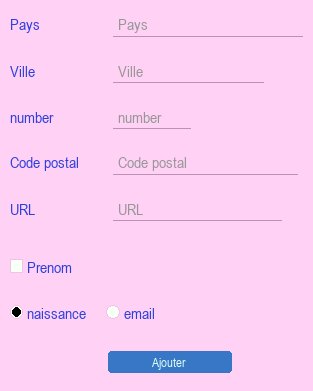 Pays Pays
Ville Ville
number number
Code postal Code postal
URL URL
Prenom
naissance email
Ajouter